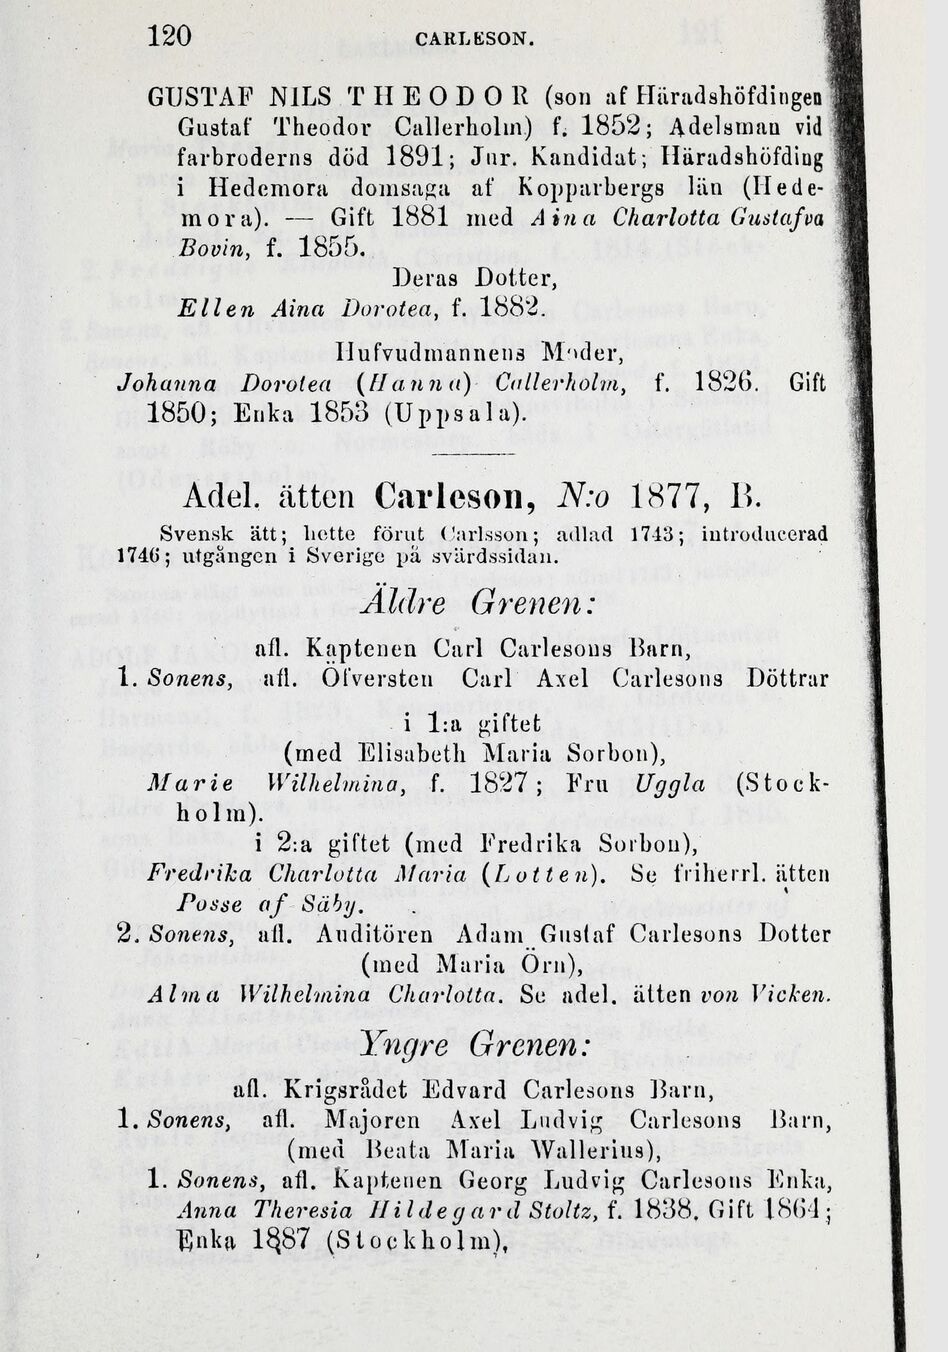 120 CARLESON.
GUSTAF NILS THEODOR (son af Häradshöfdingen
Gustaf Theodor Callerholm) f. 1852; Adelsman vid
farbroderns död 1891; Jur. Kandidat; Häradshöfding
i Hedemora domsaga af Kopparbergs län (Hede-
mora). — Gift 1881 med Aina Charlotta Gustafva
Bovin, f. 1855.
Deras Dotter,
Ellen Aina Dorotea, f. 1882.
Hufvudmannens Moder,
Johanna Dorotea (Hanna) Callerholm, f. 1826. Gift
1850; Enka 1853 (Uppsala).
Adel. ätten Carleson, N:o 1877, B.
Svensk ätt; hette förut Carlsson; adlad 1743; introducerad
1746; utgången i Sverige på svärdssidan.
Äldre Grenen:
afl. Kaptenen Carl Carlesons Barn,
1. Sonens, afl. Öfversten Carl Axel Carlesons Döttrar
i 1:a giftet
(med Elisabeth Maria Sorbon),
Marie Wilhelmina, f. 1827; Fru Uggla (Stock-
holm).
i 2:a giftet (med Fredrika Sorbon),
Fredrika Charlotta Maria (Lotten). Se friherrl. ätten
Posse af Säby.
2. Sonens, afl. Auditören Adam Gustaf Carlesons Dotter
(med Maria Örn),
Alma Wilhelmina Charlotta. Se adel. ätten von Vicken.
Yngre Grenen:
afl. Krigsrådet Edvard Carlesons Barn,
1. Sonens, afl. Majoren Axel Ludvig Carlesons Barn,
(med Beata Maria Wallerius),
1. Sonens, afl. Kaptenen Georg Ludvig Carlesons Enka,
Anna Theresia Hildegard Stoltz, f. 1838. Gift 1864;
Enka 1887 (Stockholm),